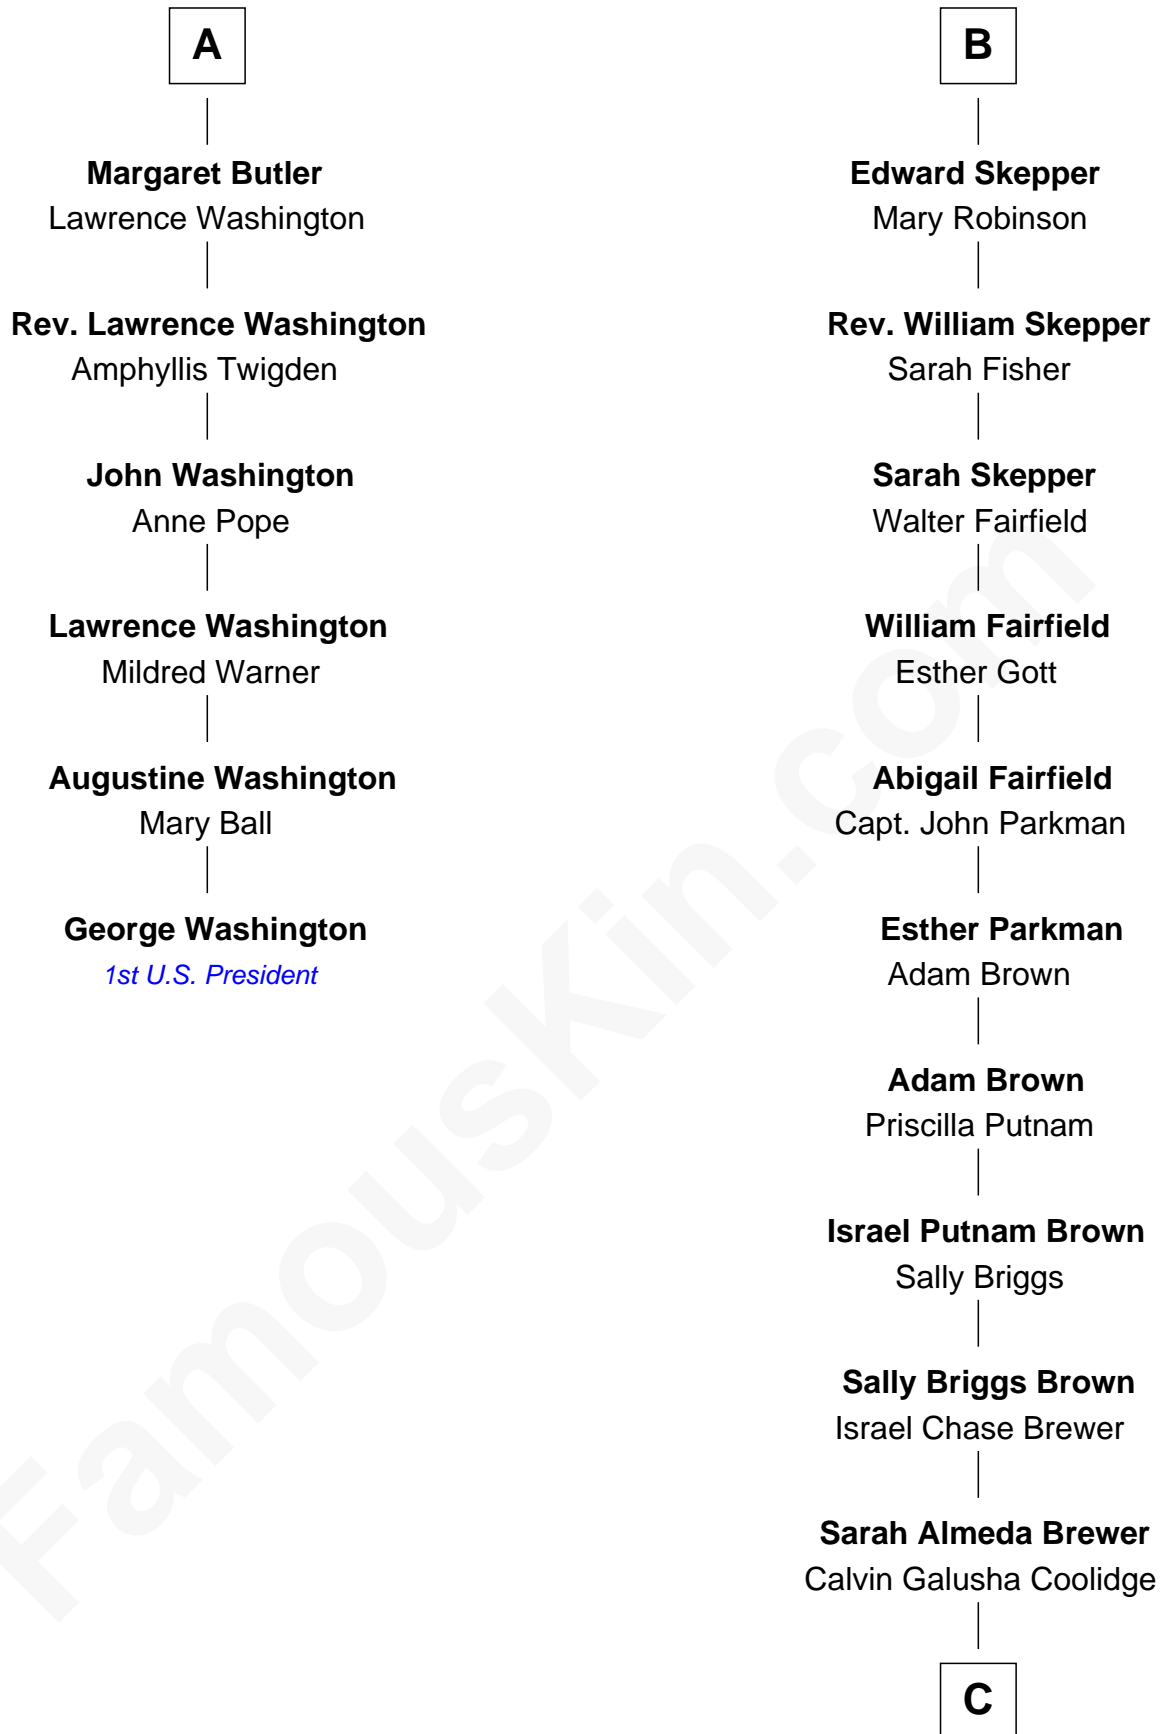 A
Margaret Butler
Lawrence Washington
Rev. Lawrence Washington
Amphyllis Twigden
John Washington
Anne Pope
Lawrence Washington
Mildred Warner
Augustine Washington
Mary Ball
George Washington
1st U.S. President
B
Edward Skepper
Mary Robinson
Rev. William Skepper
Sarah Fisher
Sarah Skepper
Walter Fairfield
William Fairfield
Esther Gott
Abigail Fairfield
Capt. John Parkman
Esther Parkman
Adam Brown
Adam Brown
Priscilla Putnam
Israel Putnam Brown
Sally Briggs
Sally Briggs Brown
Israel Chase Brewer
Sarah Almeda Brewer
Calvin Galusha Coolidge
C
FamousKin.com